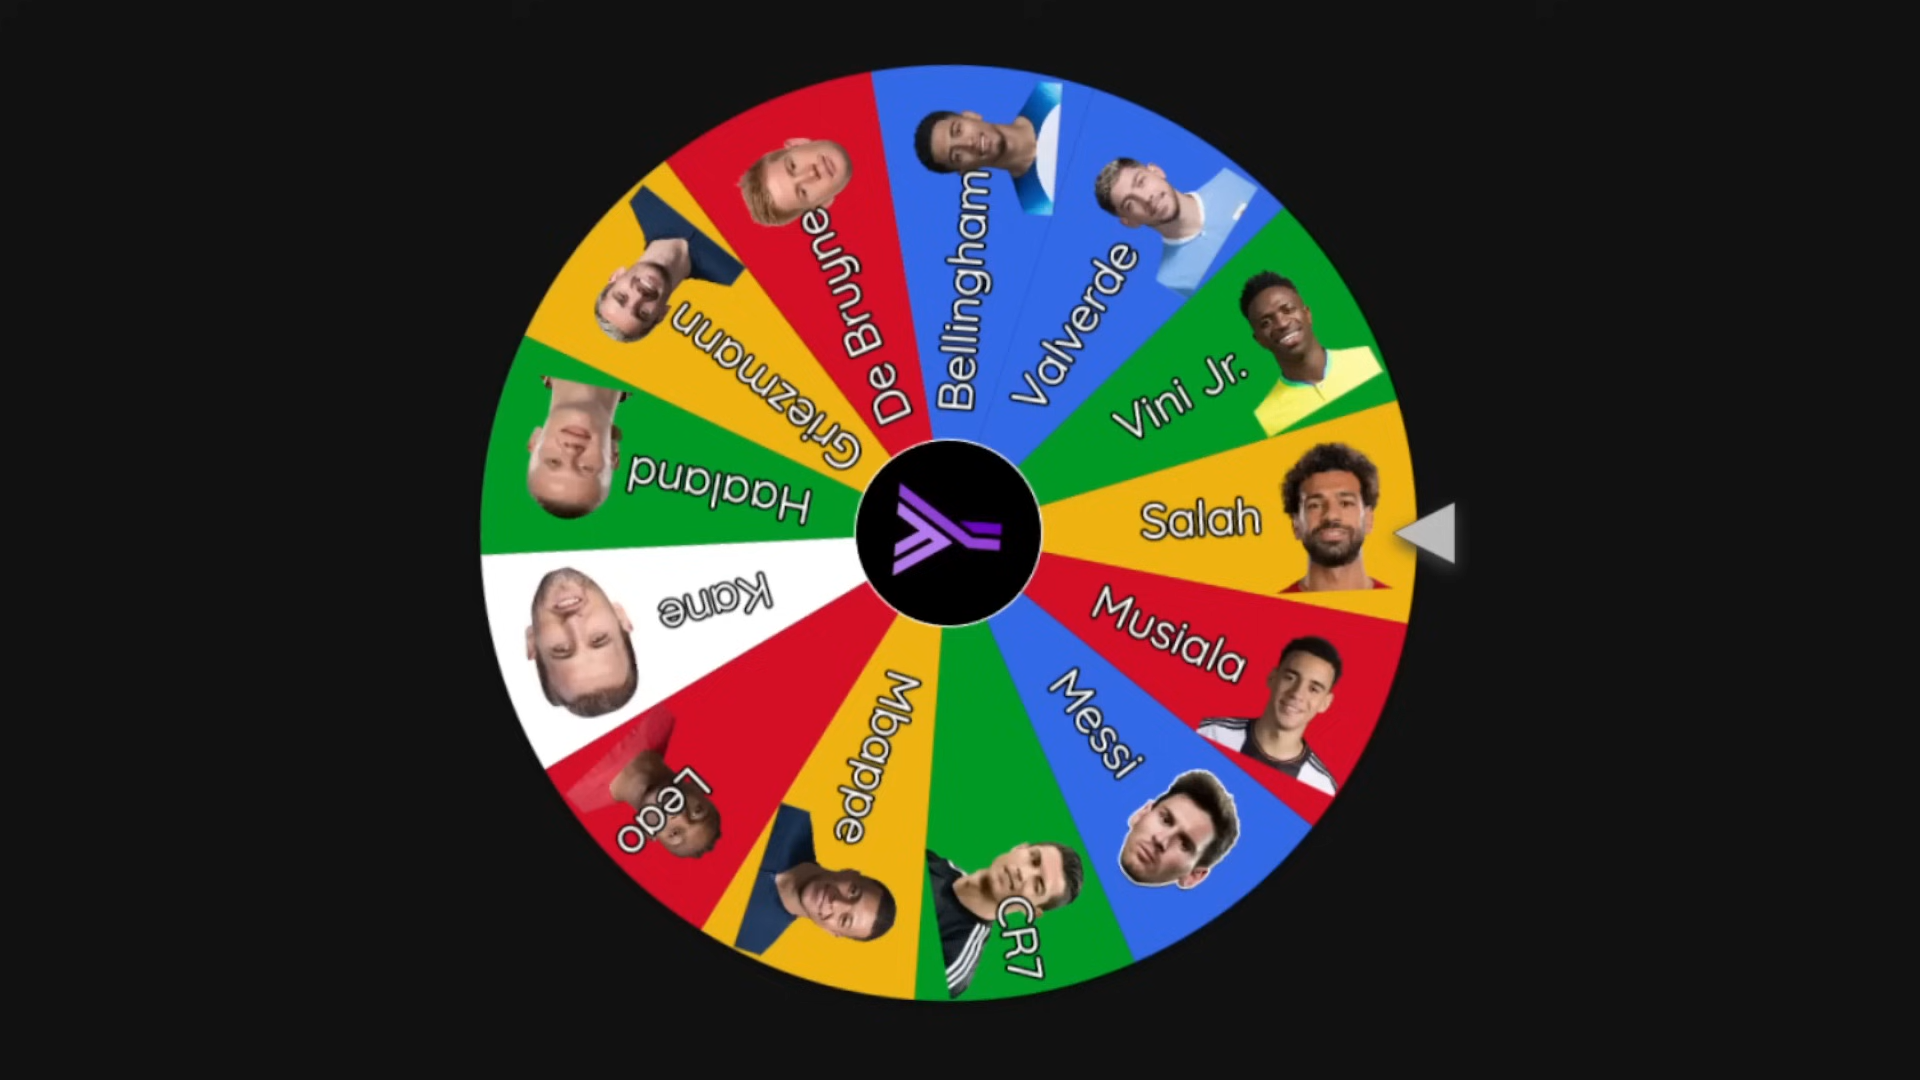 Bellingham
Valverde
Vini Jr.
Salah
Musiala
Messi
CR7
Mbappe
Leao
Kane
Haaland
Griezmann
De Bruyne